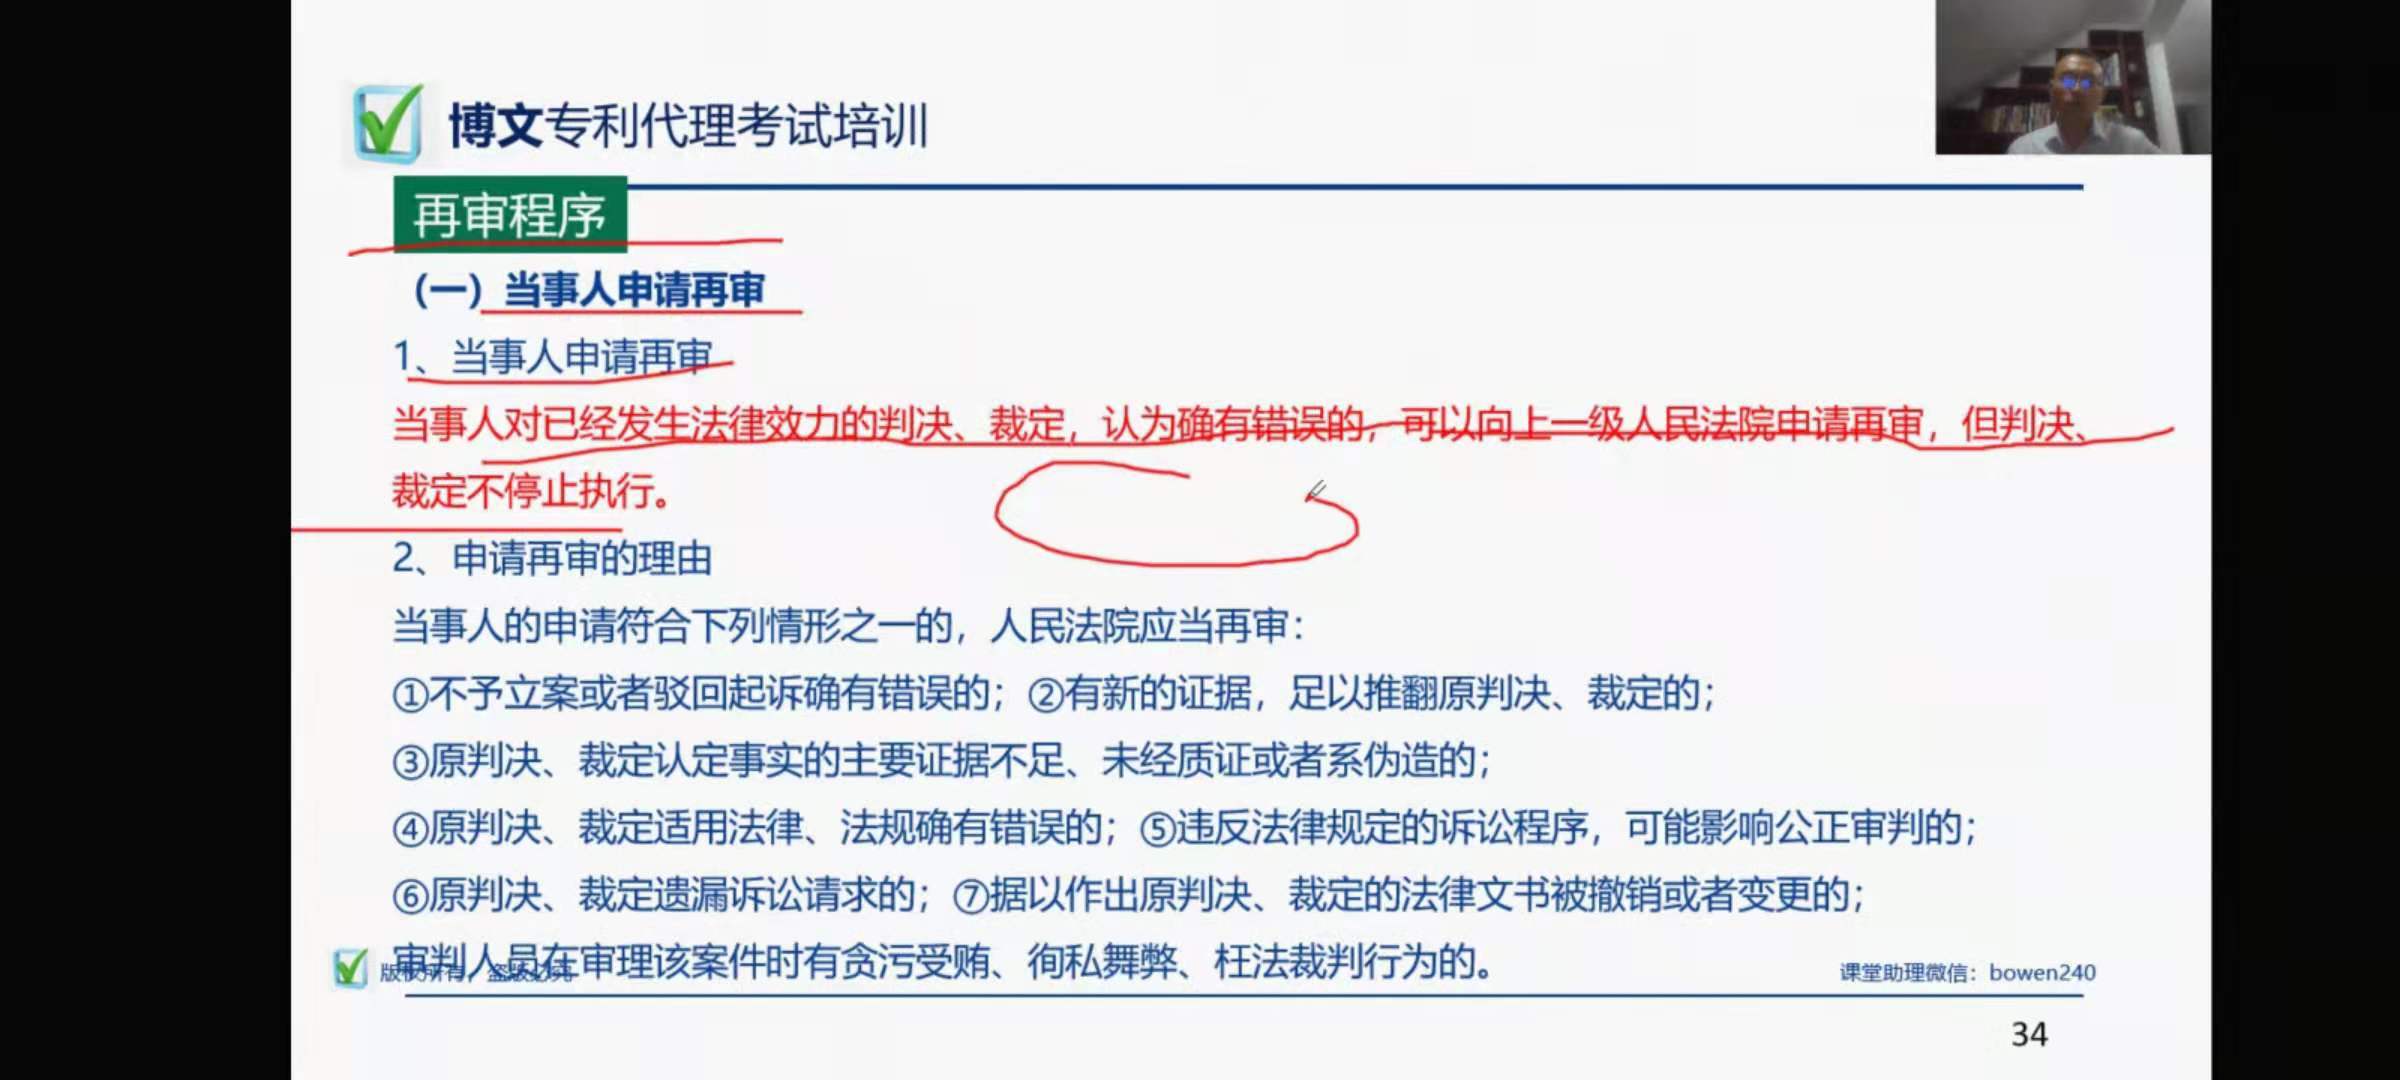 博文专利代理考试培训
再审程序
（一）当事人申请再审
1、当事人申请再审
当事人对已经发生法律效力的判决、裁定，认为确有错误的，可以向上一级人民法院申请再审，但判决、
裁定不停止执行。
2、申请再审的理由
当事人的申请符合下列情形之一的，人民法院应当再审：
①不予立案或者驳回起诉确有错误的；②有新的证据，足以推翻原判决、裁定的；
③原判决、裁定认定事实的主要证据不足、未经质证或者系伪造的；
④原判决、裁定适用法律、法规确有错误的；⑤违反法律规定的诉讼程序，可能影响公正审判的；
⑥原判决、裁定遗漏诉讼请求的；⑦据以作出原判决、裁定的法律文书被撤销或者变更的；
审判人员在审理该案件时有贪污受贿、徇私舞弊、枉法裁判行为的。
版权所有，盗版必究
课堂助理微信：bowen240
34